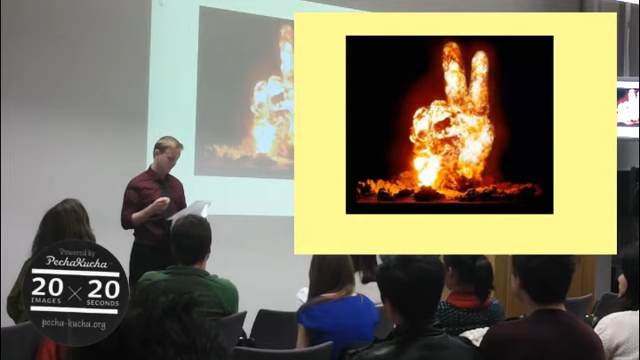 Powered by
PechaKucha
20 × 20
IMAGES SECONDS
pecha-kucha.org